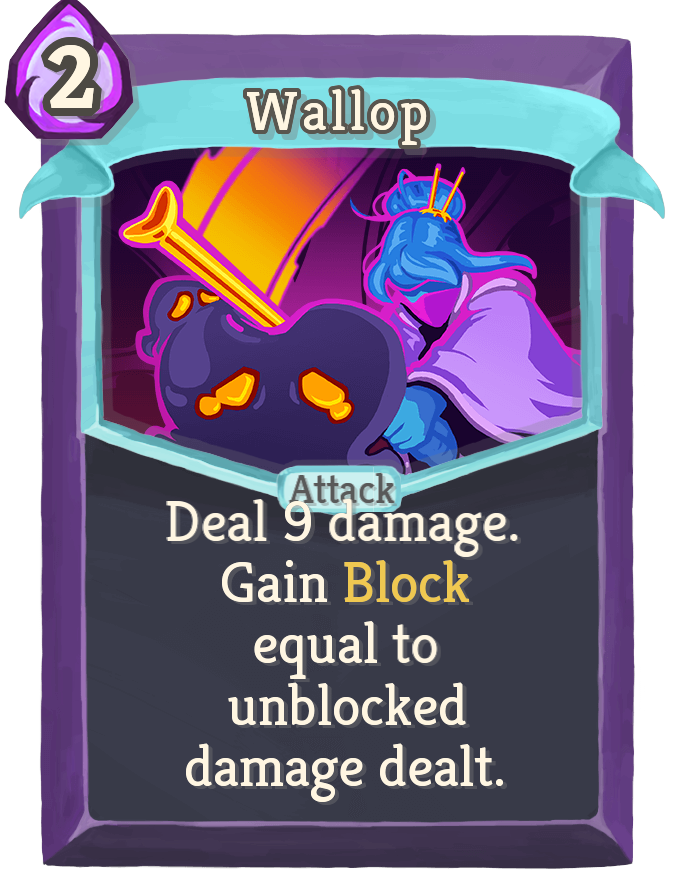 2
Wallop
Attack
Deal 9 damage.
Gain Block
equal to
unblocked
damage dealt.